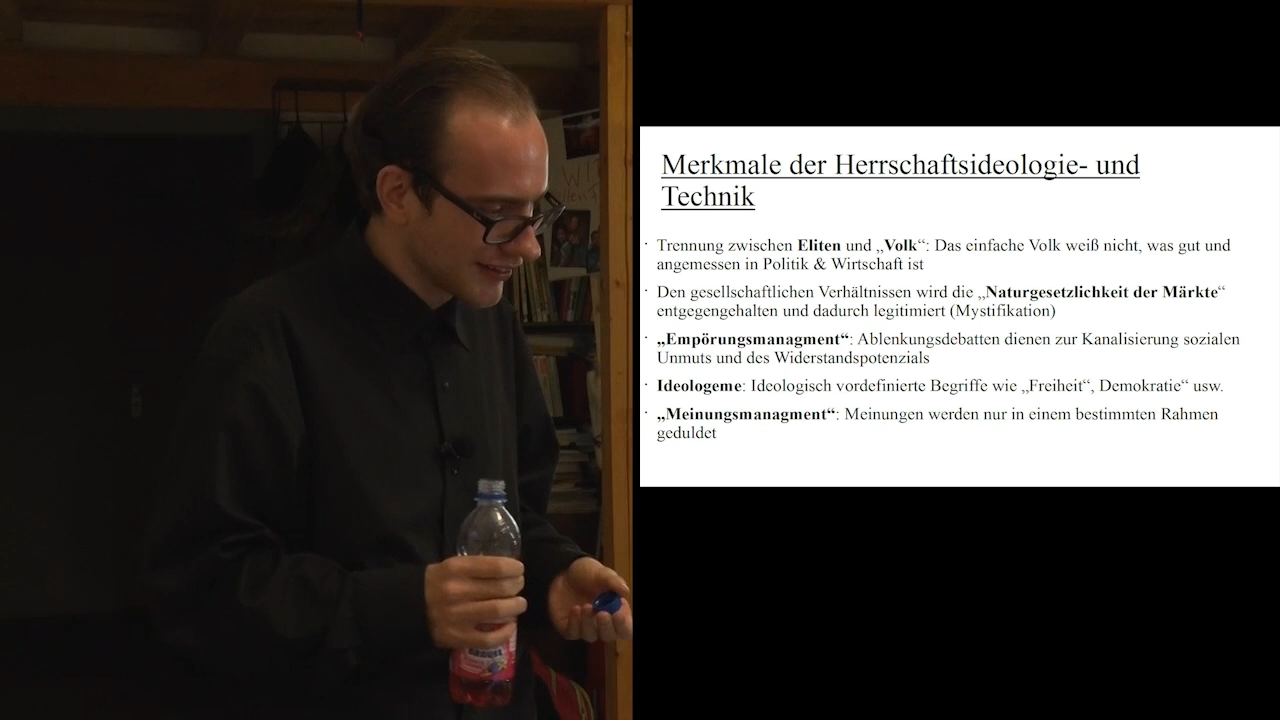 Merkmale der Herrschaftsideologie- und
Technik
· Trennung zwischen Eliten und „Volk“: Das einfache Volk weiß nicht, was gut und
angemessen in Politik & Wirtschaft ist
· Den gesellschaftlichen Verhältnissen wird die „Naturgesetzlichkeit der Märkte“
entgegengehalten und dadurch legitimiert (Mystifikation)
· „Empörungsmanagment“: Ablenkungsdebatten dienen zur Kanalisierung sozialen
Unmuts und des Widerstandspotenzials
· Ideologeme: Ideologisch vordefinierte Begriffe wie „Freiheit“, Demokratie“ usw.
· „Meinungsmanagment“: Meinungen werden nur in einem bestimmten Rahmen
geduldet